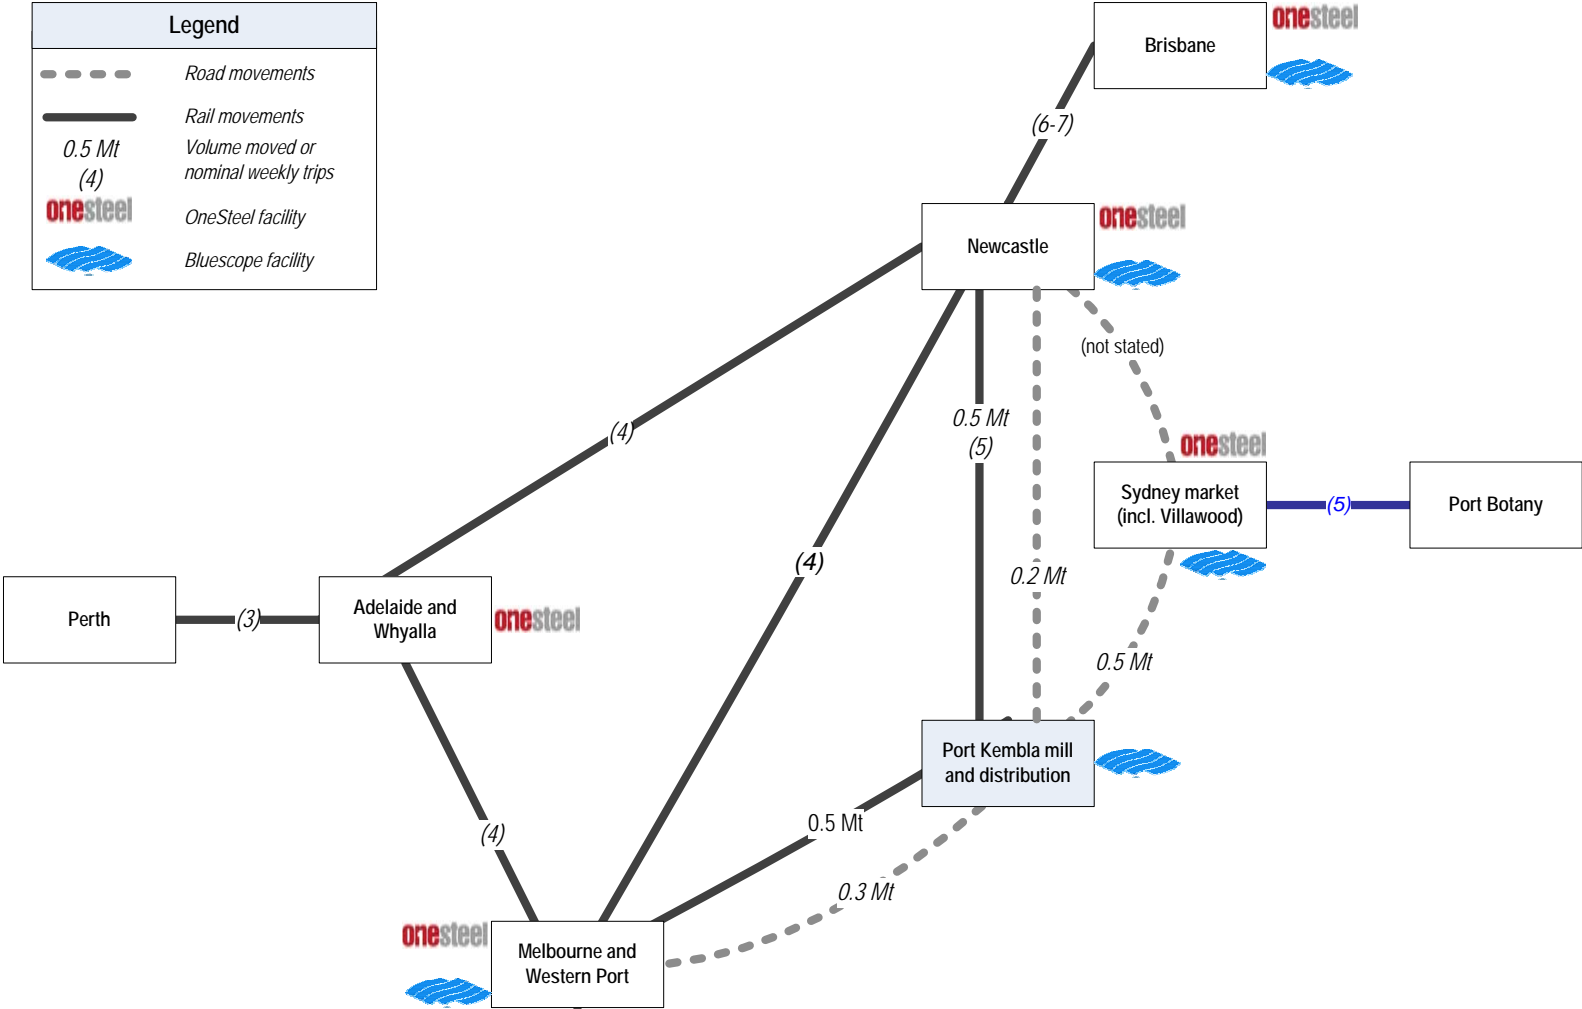 Legend
Road movements
Rail movements
0.5 Mt
(4)
Volume moved or
nominal weekly trips
onesteel
OneSteel facility
Bluescope facility
Brisbane
onesteel
(6-7)
Newcastle
onesteel
(not stated)
(4)
0.5 Mt
(5)
onesteel
Sydney market
(incl. Villawood)
(5)
Port Botany
(4)
0.2 Mt
Perth
(3)
Adelaide and
Whyalla
onesteel
0.5 Mt
Port Kembla mill
and distribution
(4)
0.5 Mt
0.3 Mt
onesteel
Melbourne and
Western Port